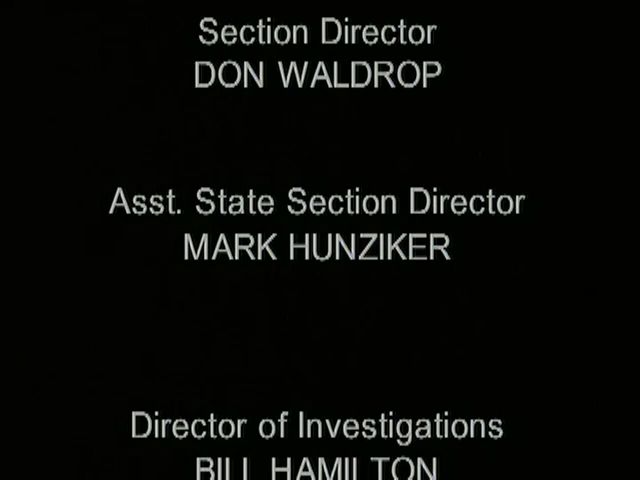 Section Director
DON WALDROP
Asst. State Section Director
MARK HUNZIKER
Director of Investigations
BILL HAMILTON